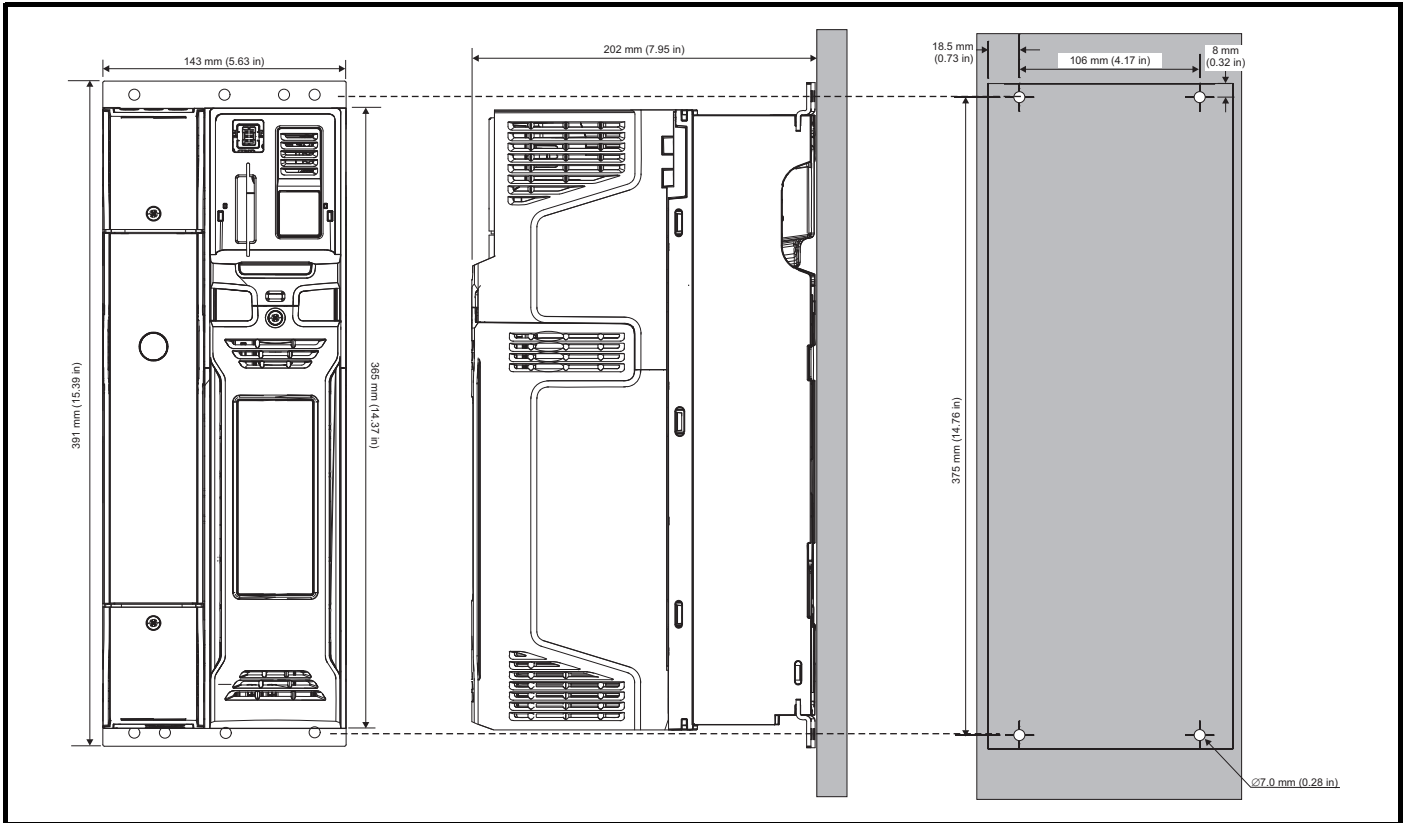 143 mm (5.63 in)
391 mm (15.39 in)
365 mm (14.37 in)
202 mm (7.95 in)
18.5 mm
(0.73 in)
106 mm (4.17 in)
8 mm
(0.32 in)
375 mm (14.76 in)
∅7.0 mm (0.28 in)